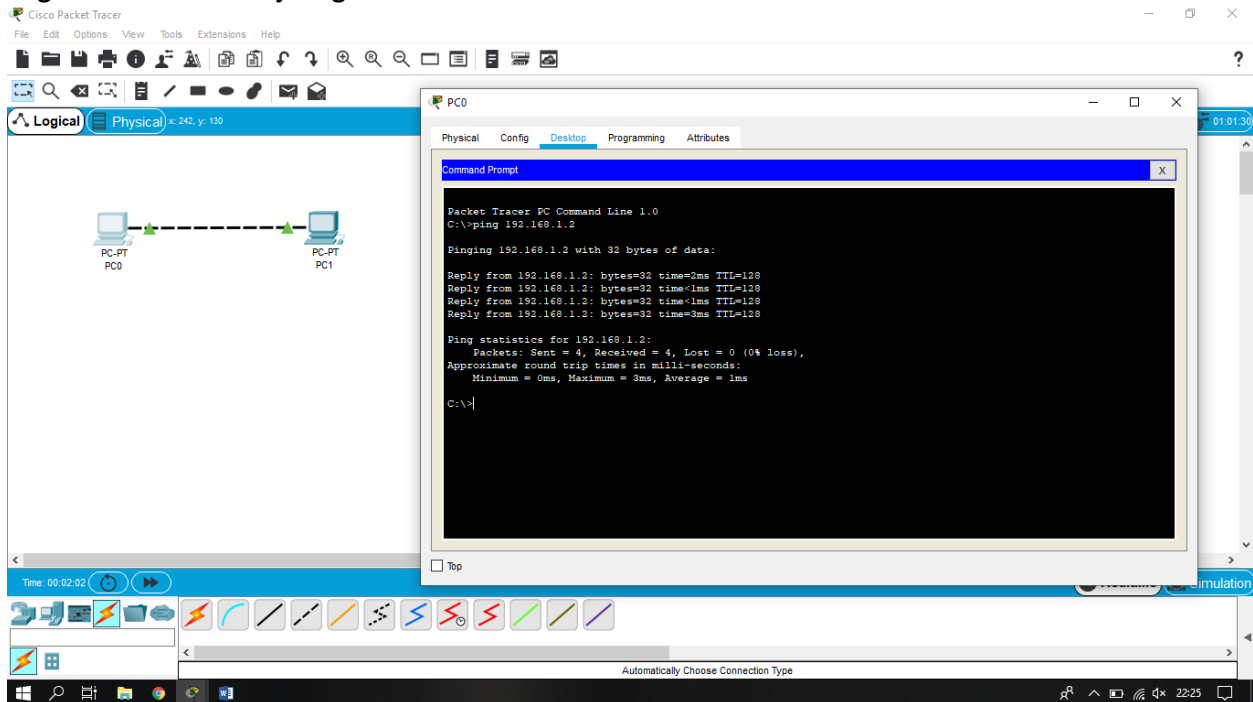 Cisco Packet Tracer
File Edit Options View Tools Extensions Help
?
Logical Physical x: 242, y: 130
01:01:30
PC-PT
PC0
PC-PT
PC1
PC0
Physical Config Desktop Programming Attributes
Command Prompt
X
Packet Tracer PC Command Line 1.0
C:\>ping 192.168.1.2
Pinging 192.168.1.2 with 32 bytes of data:
Reply from 192.168.1.2: bytes=32 time=2ms TTL=128
Reply from 192.168.1.2: bytes=32 time<1ms TTL=128
Reply from 192.168.1.2: bytes=32 time<1ms TTL=128
Reply from 192.168.1.2: bytes=32 time=3ms TTL=128
Ping statistics for 192.168.1.2:
Packets: Sent = 4, Received = 4, Lost = 0 (0% loss),
Approximate round trip times in milli-seconds:
Minimum = 0ms, Maximum = 3ms, Average = 1ms
C:\>
Top
Time: 00:02:02
Simulation
Automatically Choose Connection Type
22:25